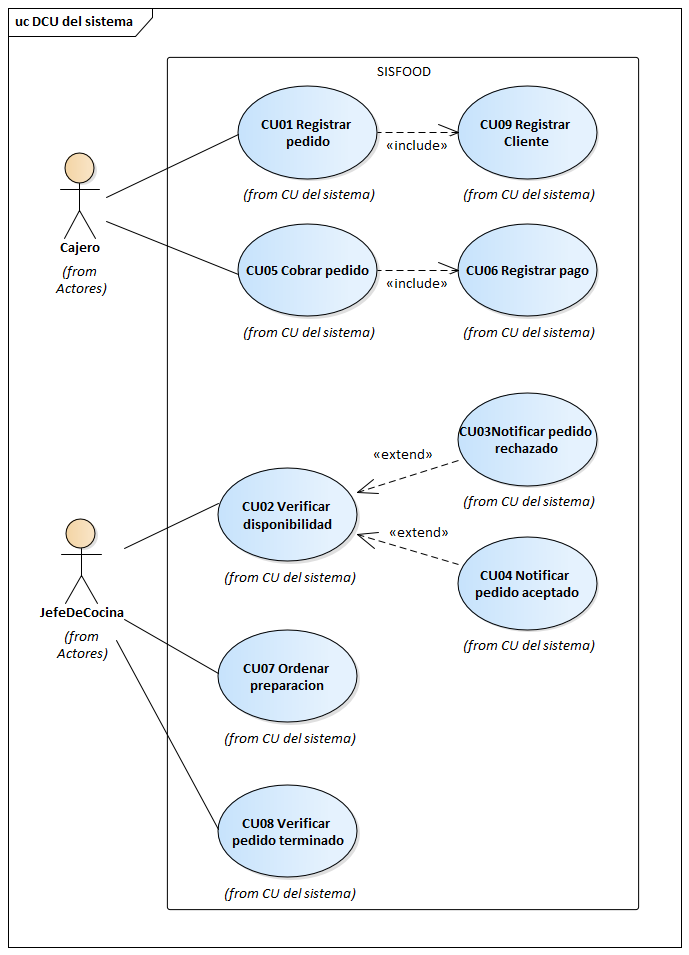 uc DCU del sistema
SISFOOD
CU01 Registrar
pedido
«include»
CU09 Registrar
Cliente
(from CU del sistema)
(from CU del sistema)
Cajero
(from
Actores)
CU05 Cobrar pedido
«include»
CU06 Registrar pago
(from CU del sistema)
(from CU del sistema)
CU03Notificar pedido
rechazado
«extend»
(from CU del sistema)
CU02 Verificar
disponibilidad
«extend»
(from CU del sistema)
CU04 Notificar
pedido aceptado
(from CU del sistema)
JefeDeCocina
(from
Actores)
CU07 Ordenar
preparacion
(from CU del sistema)
CU08 Verificar
pedido terminado
(from CU del sistema)